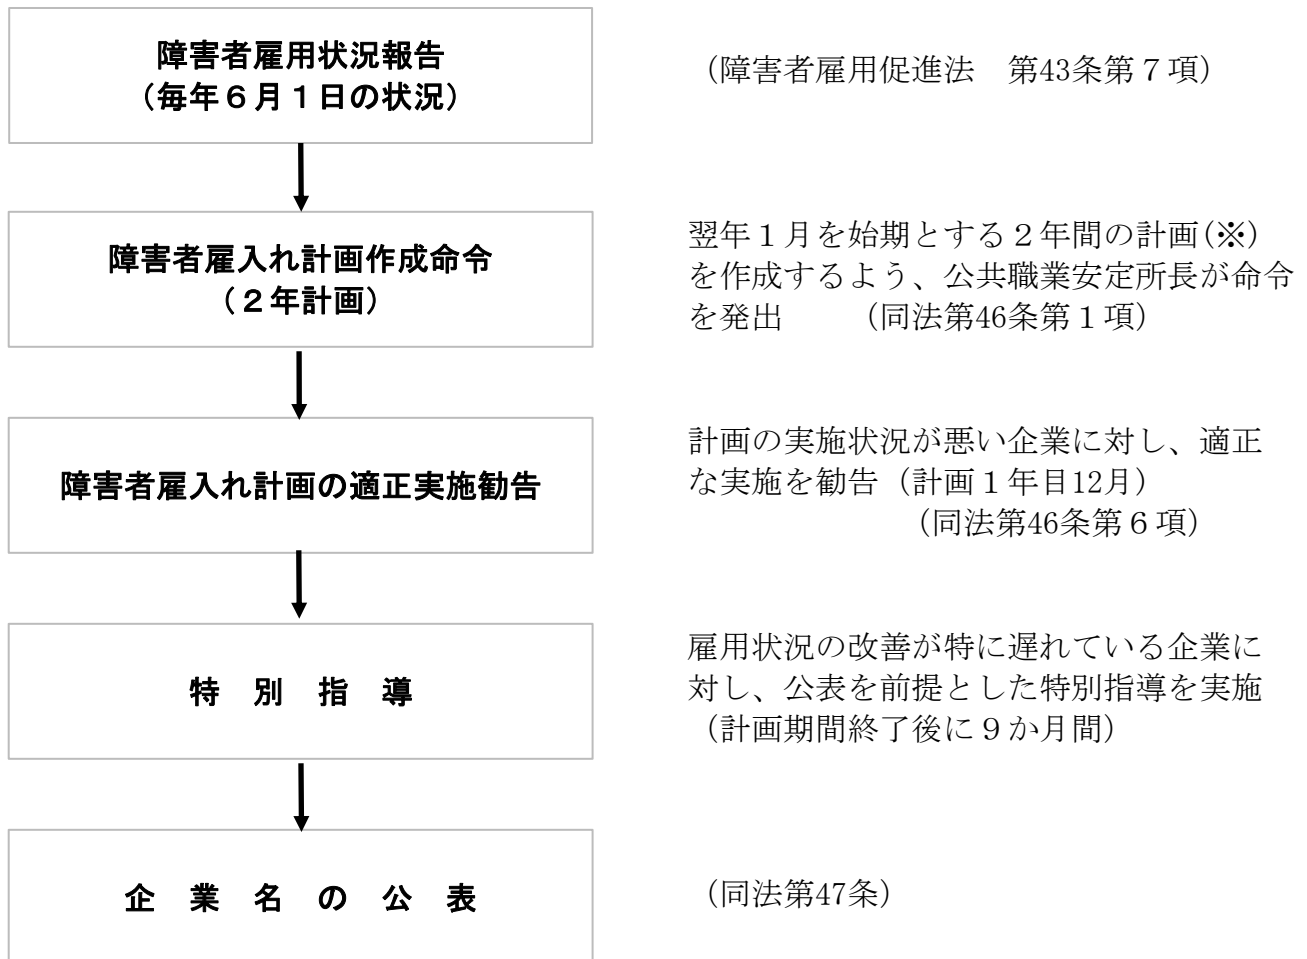 障害者雇用状況報告
（毎年６月１日の状況）
（障害者雇用促進法　第43条第７項）
障害者雇入れ計画作成命令
（２年計画）
翌年１月を始期とする２年間の計画(※)
を作成するよう、公共職業安定所長が命令
を発出　　（同法第46条第１項）
障害者雇入れ計画の適正実施勧告
計画の実施状況が悪い企業に対し、適正
な実施を勧告（計画１年目12月）
（同法第46条第６項）
特　別　指　導
雇用状況の改善が特に遅れている企業に
対し、公表を前提とした特別指導を実施
（計画期間終了後に９か月間）
企　業　名　の　公　表
（同法第47条）